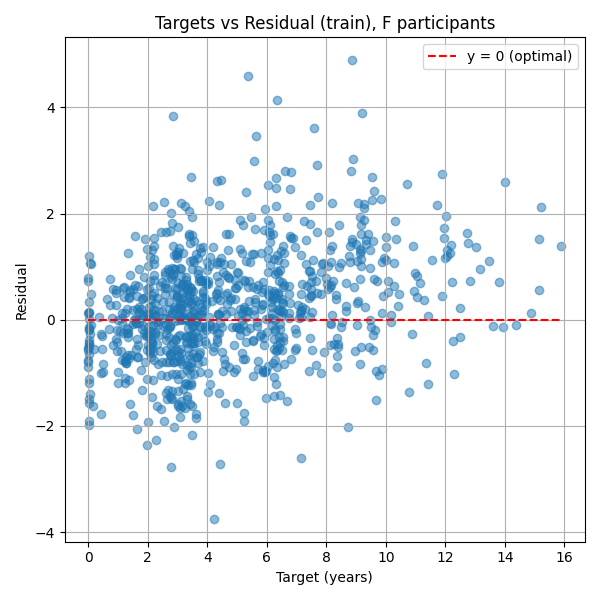 Targets vs Residual (train), F participants
y = 0 (optimal)
4
2
0
−2
−4
Residual
0 2 4 6 8 10 12 14 16
Target (years)